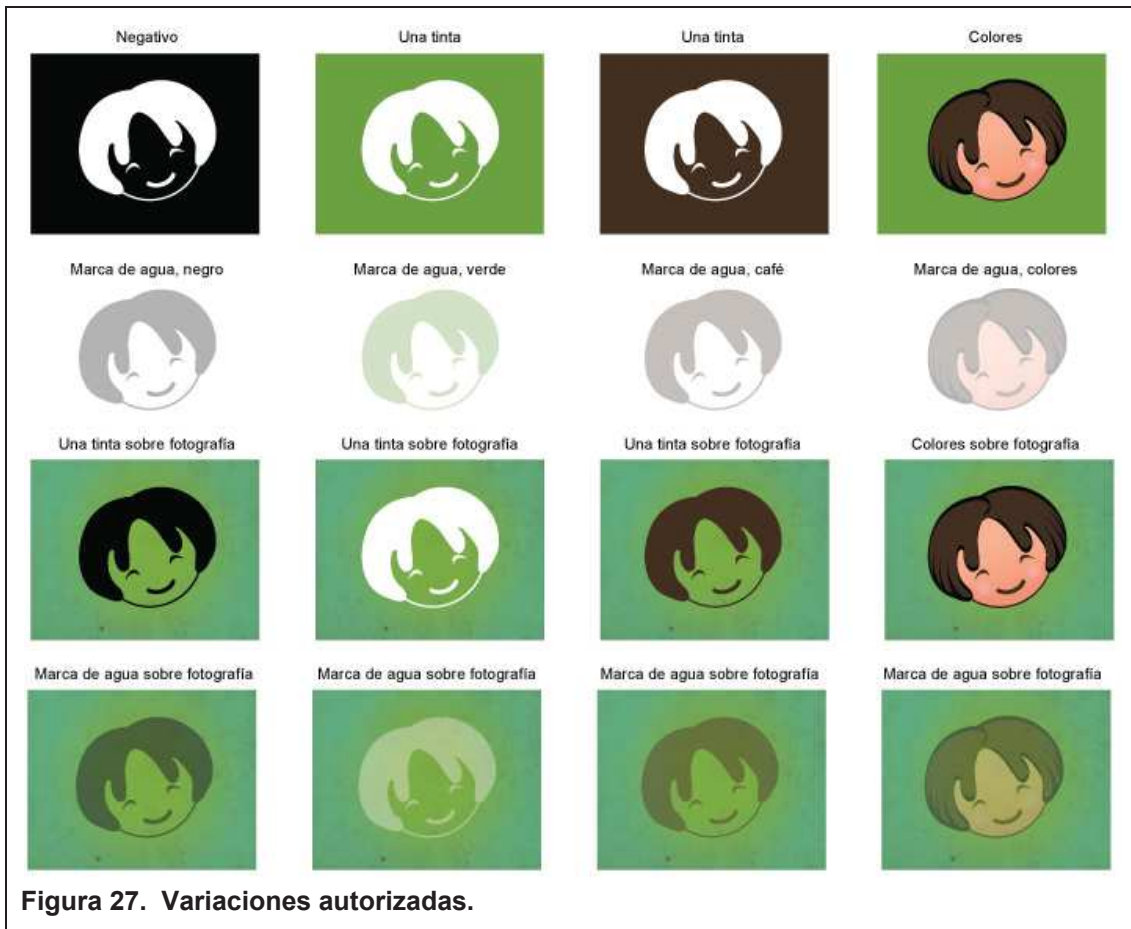 Negativo
Una tinta
Una tinta
Colores
Marca de agua, negro
Marca de agua, verde
Marca de agua, café
Marca de agua, colores
Una tinta sobre fotografía
Una tinta sobre fotografía
Una tinta sobre fotografía
Colores sobre fotografía
Marca de agua sobre fotografía
Marca de agua sobre fotografía
Marca de agua sobre fotografía
Marca de agua sobre fotografía
Figura 27. Variaciones autorizadas.